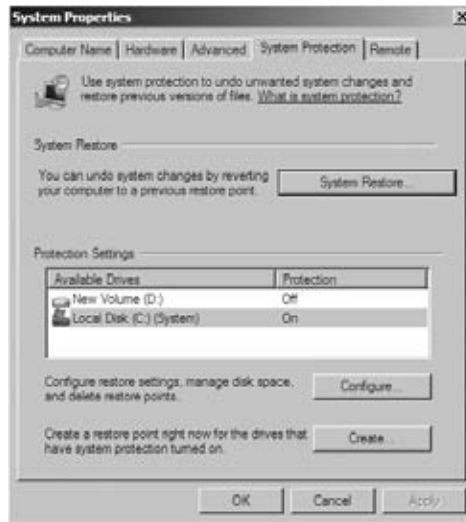 System Properties
Computer Name Hardware Advanced System Protection Remote
Use system protection to undo unwanted system changes and
restore previous versions of files. What is system protection?
System Restore
You can undo system changes by reverting
your computer to a previous restore point.
System Restore...
Protection Settings
Available Drives Protection
New Volume (D:) Off
Local Disk (C:) (System) On
Configure restore settings, manage disk space,
and delete restore points.
Configure...
Create a restore point right now for the drives that
have system protection turned on.
Create...
OK Cancel Apply